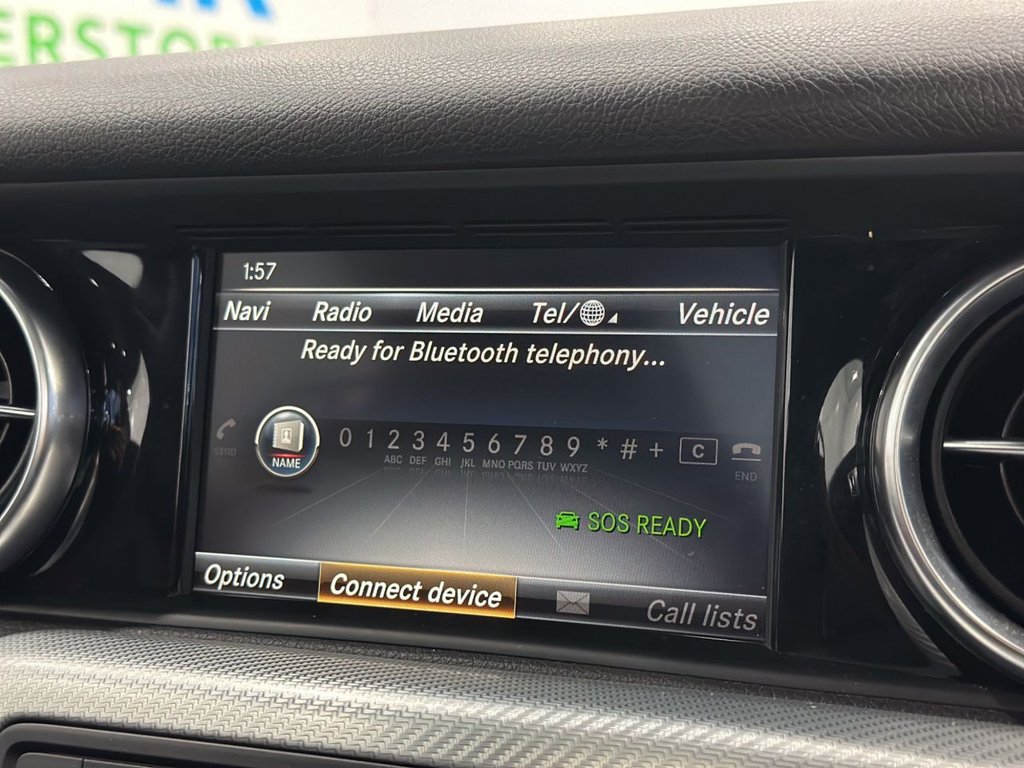 ERSTORE
1:57
Navi Radio Media Tel/ Vehicle
Ready for Bluetooth telephony...
SEND NAME 0 1 2 3 4 5 6 7 8 9 * # + C END
ABC DEF GHI JKL MNO PQRS TUV WXYZ
SOS READY
Options Connect device Call lists